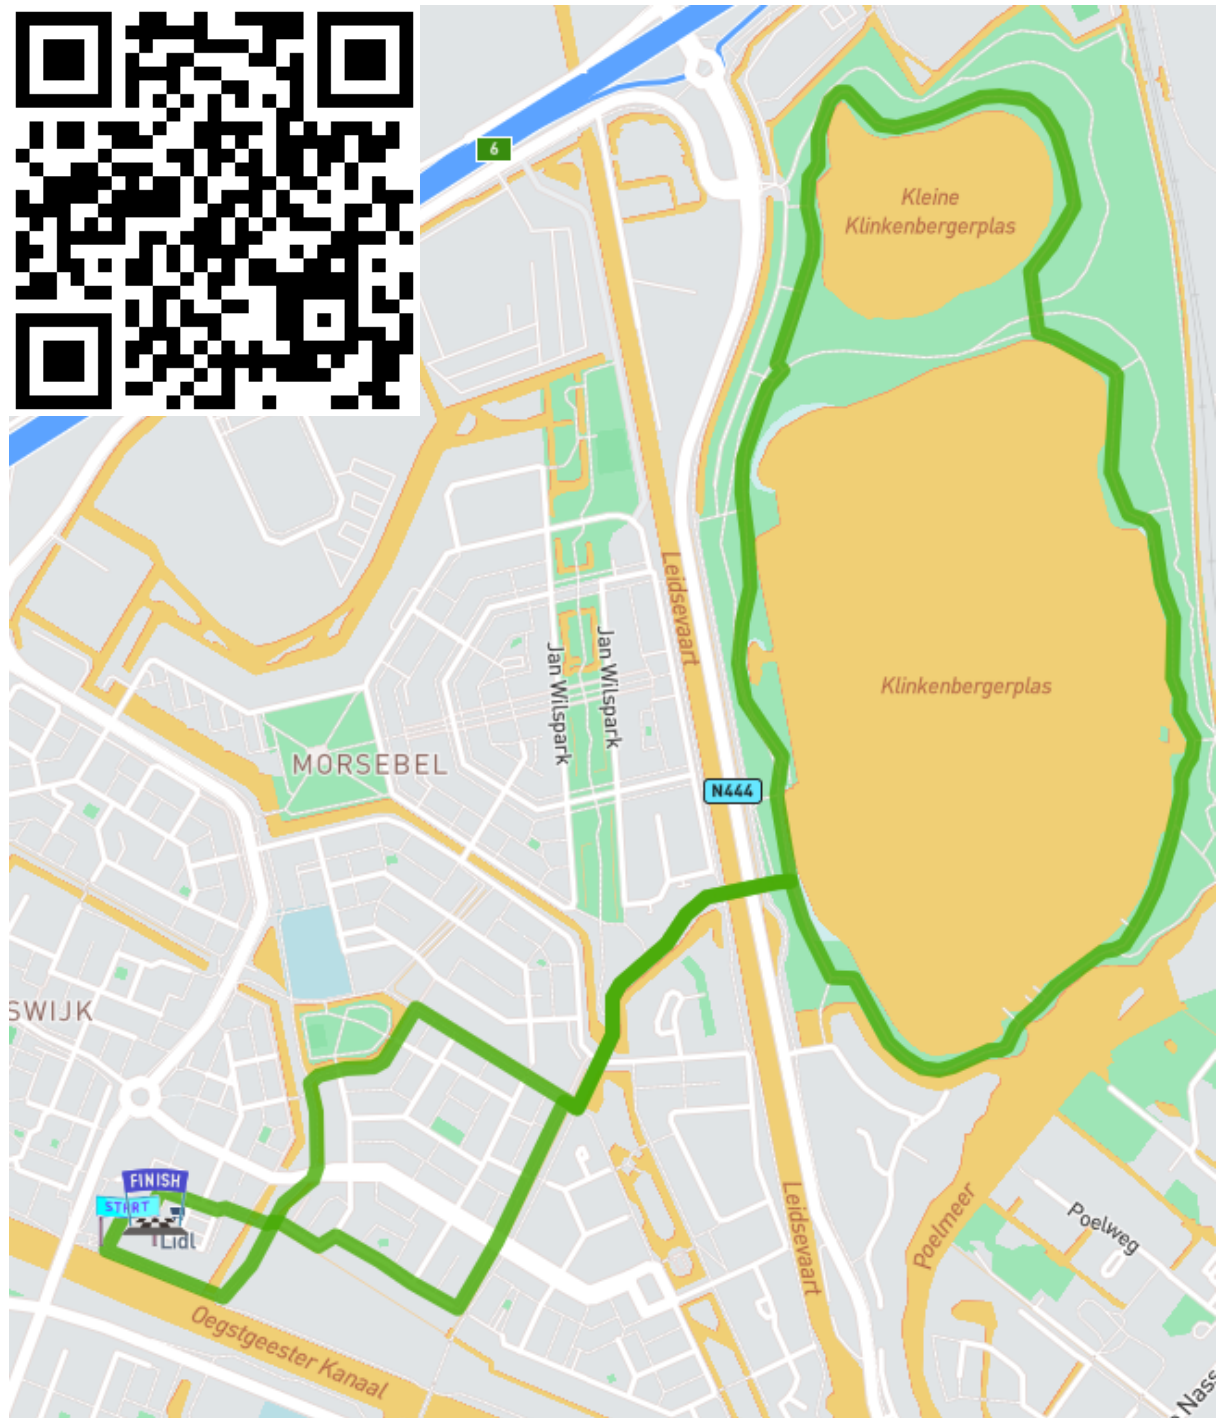 6
Kleine
Klinkenbergerplas
Leidsevaart
Jan Wilspark
Jan Wilspark
Klinkenbergerplas
MORSEBEL
N444
SWIJK
FINISH
START
Lidl
Leidsevaart
Poelmeer
Poelweg
Oegstgeester Kanaal
Nass